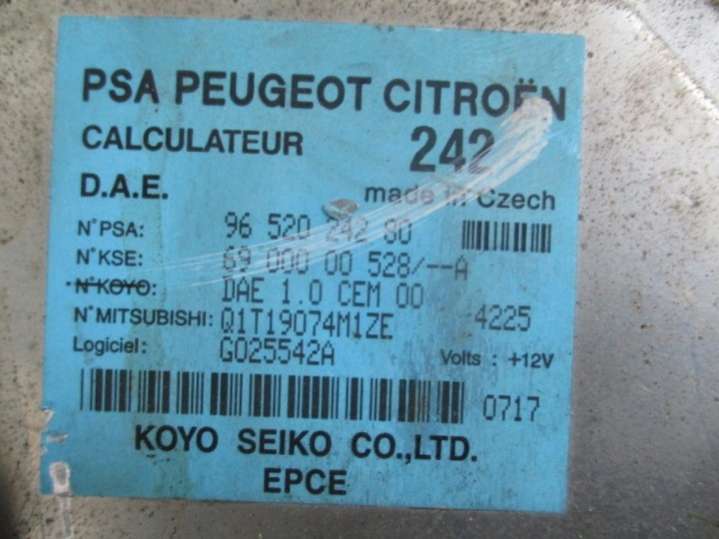 PSA PEUGEOT CITROËN
CALCULATEUR 242
D.A.E. made in Czech
N°PSA: 96 520 242 80
N°KSE: 69 000 00 528/--A
N°KOYO: DAE 1.0 CEM 00
N°MITSUBISHI: Q1T19074M1ZE 4225
Logiciel: G025542A Volts : +12V
0717
KOYO SEIKO CO.,LTD.
EPCE